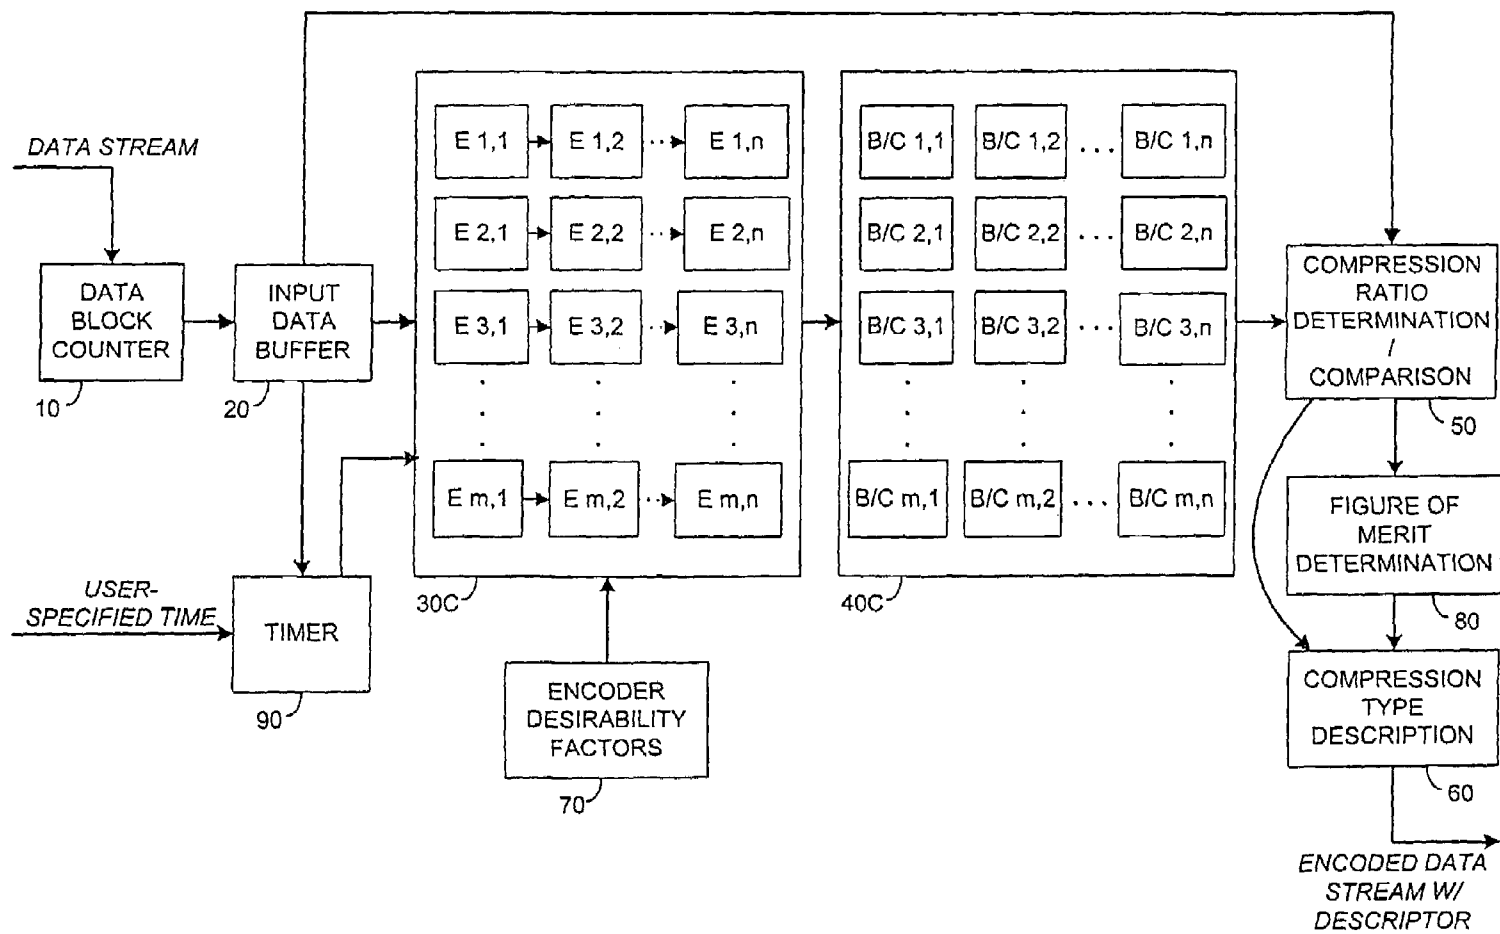 DATA STREAM
DATA
BLOCK
COUNTER
10
INPUT
DATA
BUFFER
20
E 1,1
E 1,2
E 1,n
E 2,1
E 2,2
E 2,n
E 3,1
E 3,2
E 3,n
E m,1
E m,2
E m,n
30C
B/C 1,1
B/C 1,2
. . .
B/C 1,n
B/C 2,1
B/C 2,2
. . .
B/C 2,n
B/C 3,1
B/C 3,2
. . .
B/C 3,n
B/C m,1
B/C m,2
. . .
B/C m,n
40C
COMPRESSION
RATIO
DETERMINATION
/
COMPARISON
50
FIGURE OF
MERIT
DETERMINATION
80
USER-
SPECIFIED TIME
TIMER
90
ENCODER
DESIRABILITY
FACTORS
70
COMPRESSION
TYPE
DESCRIPTION
60
ENCODED DATA
STREAM W/
DESCRIPTOR